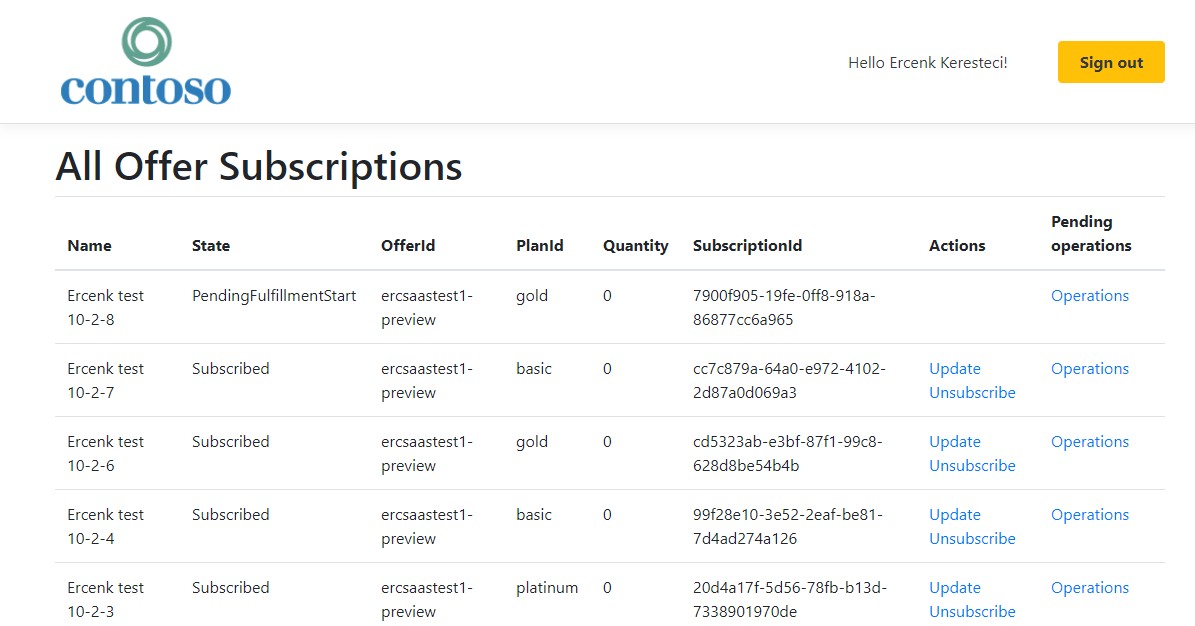 contoso
Hello Ercenk Keresteci!
Sign out
All Offer Subscriptions
Name State OfferId PlanId Quantity SubscriptionId Actions Pending operations
Ercenk test PendingFulfillmentStart ercsaastest1- gold 0 7900f905-19fe-0ff8-918a- Operations
10-2-8 preview 86877cc6a965
Ercenk test Subscribed ercsaastest1- basic 0 cc7c879a-64a0-e972-4102- Update Operations
10-2-7 preview 2d87a0d069a3 Unsubscribe
Ercenk test Subscribed ercsaastest1- gold 0 cd5323ab-e3bf-87f1-99c8- Update Operations
10-2-6 preview 628d8be54b4b Unsubscribe
Ercenk test Subscribed ercsaastest1- basic 0 99f28e10-3e52-2eaf-be81- Update Operations
10-2-4 preview 7d4ad274a126 Unsubscribe
Ercenk test Subscribed ercsaastest1- platinum 0 20d4a17f-5d56-78fb-b13d- Update Operations
10-2-3 preview 7338901970de Unsubscribe